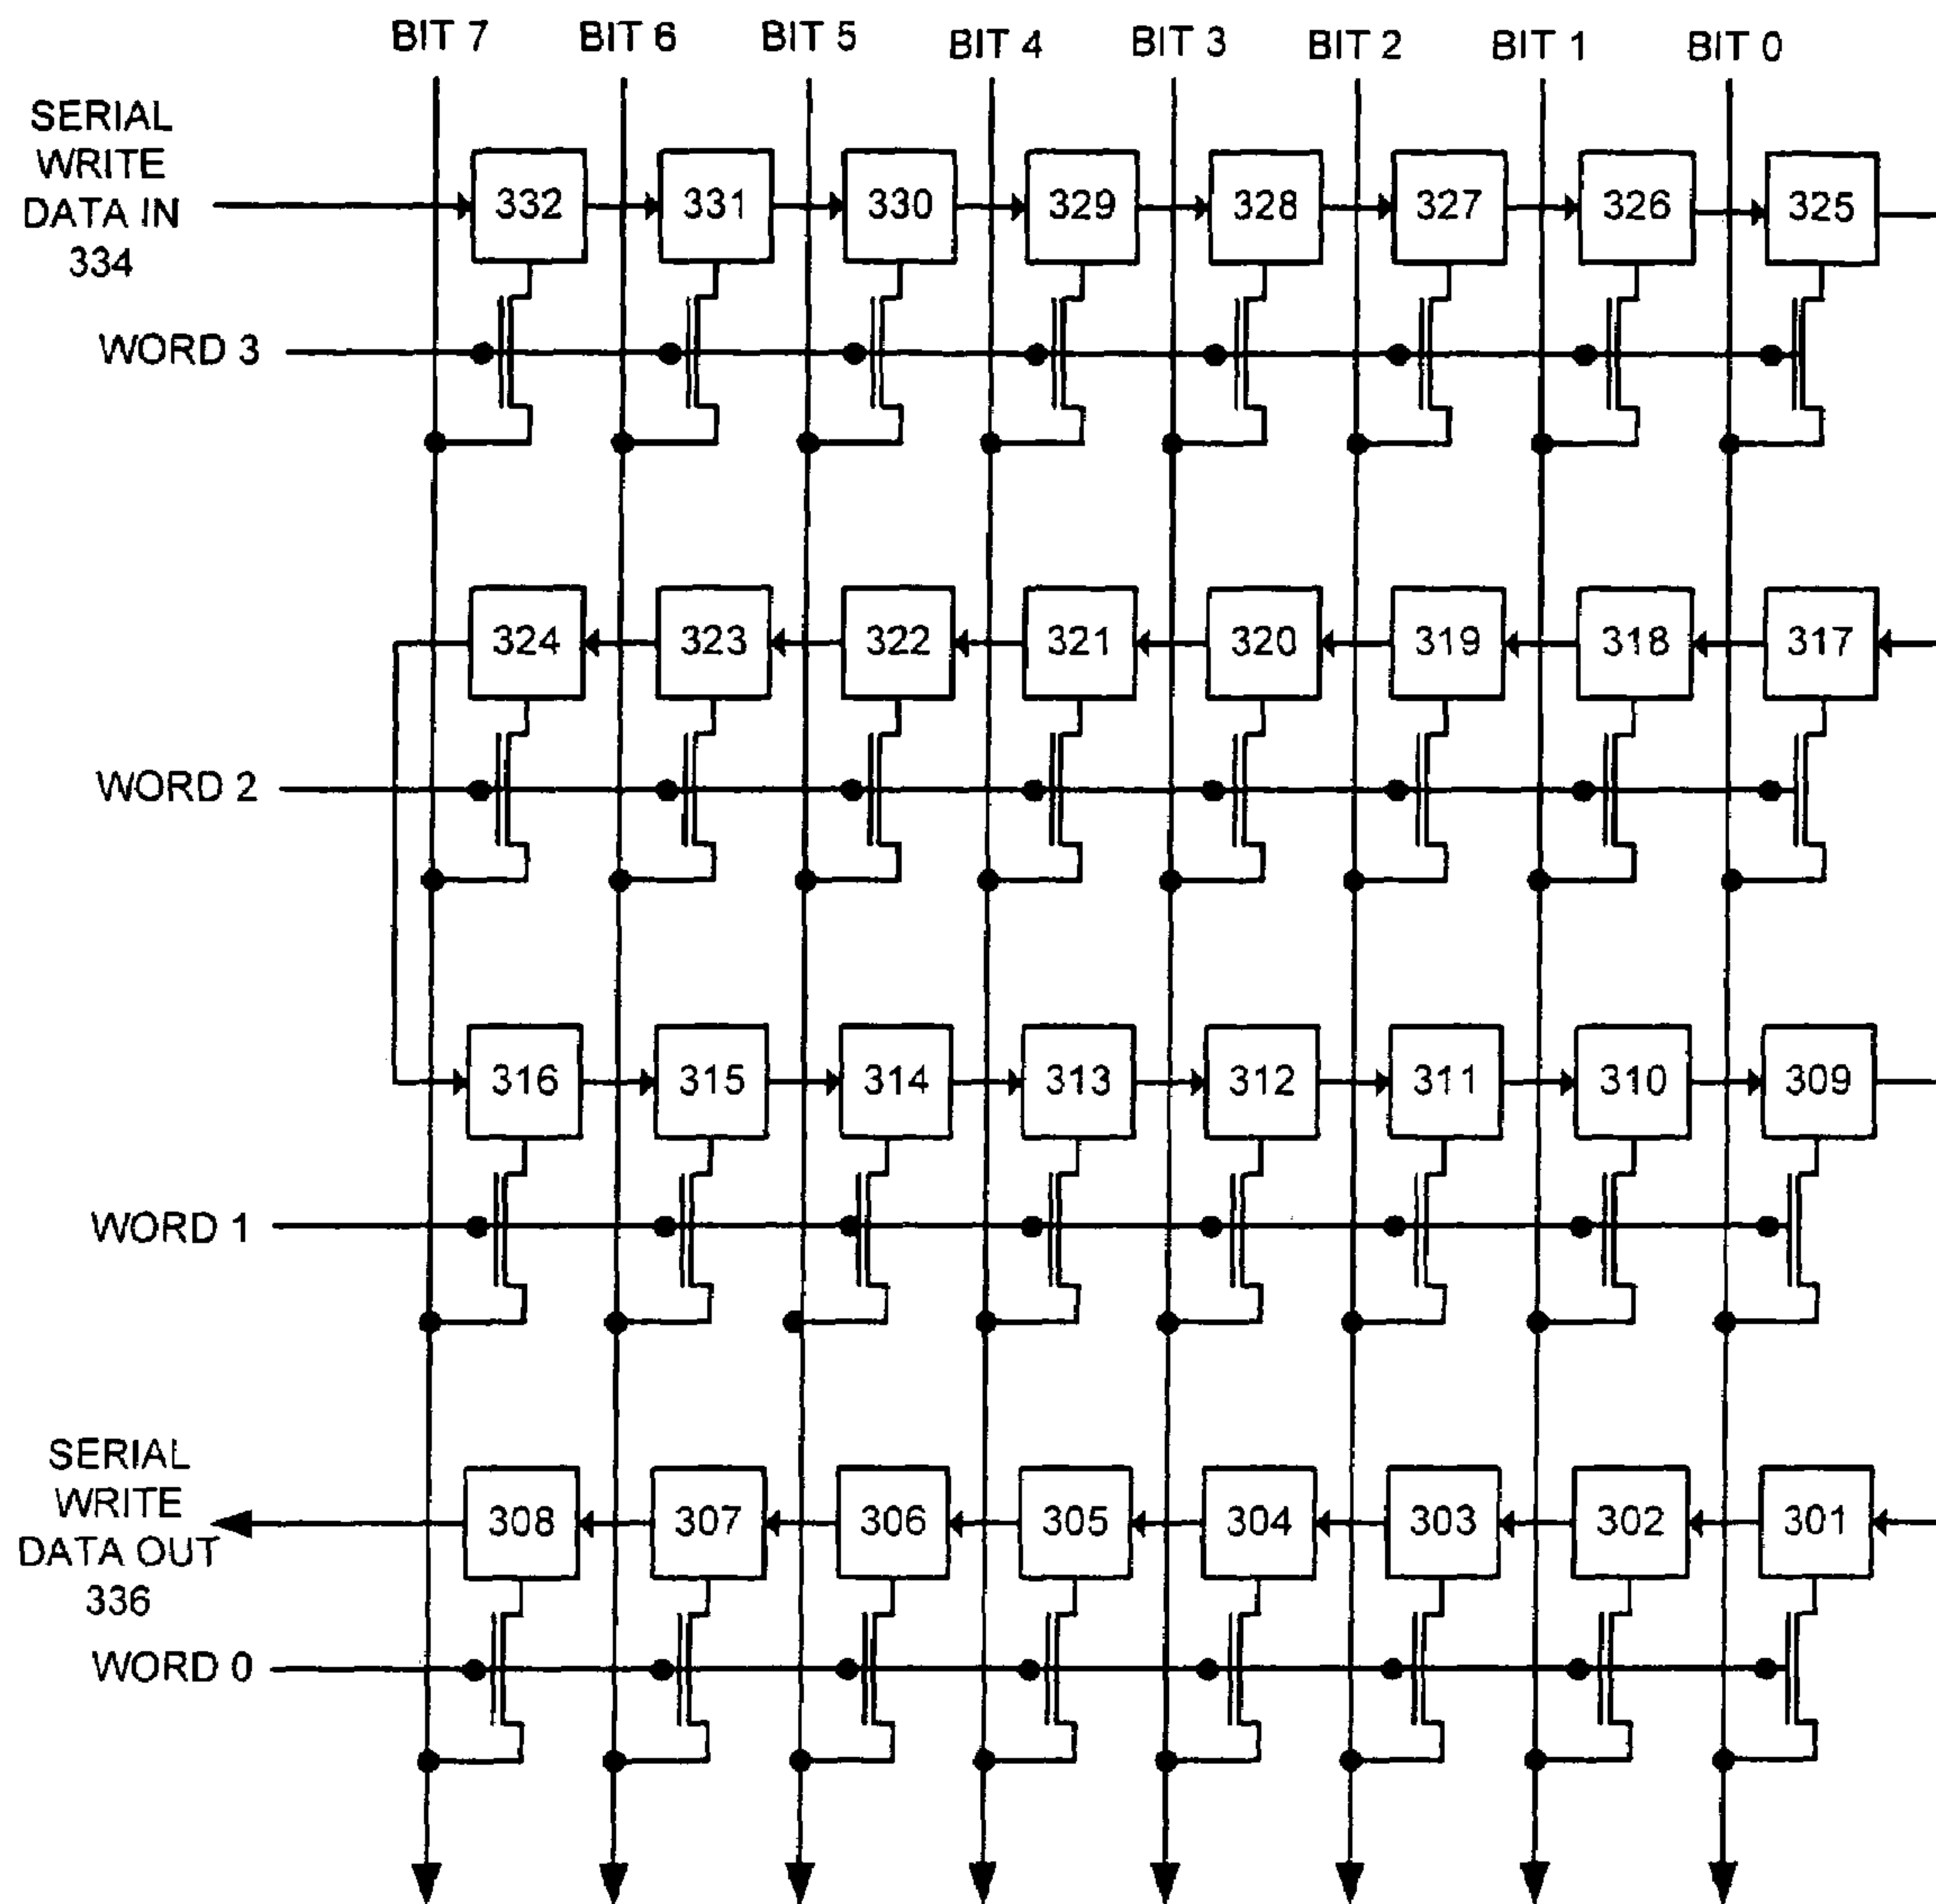 BIT 7 BIT 6 BIT 5 BIT 4 BIT 3 BIT 2 BIT 1 BIT 0
SERIAL
WRITE
DATA IN
334
332 331 330 329 328 327 326 325
WORD 3
324 323 322 321 320 319 318 317
WORD 2
316 315 314 313 312 311 310 309
WORD 1
SERIAL
WRITE
DATA OUT
336
308 307 306 305 304 303 302 301
WORD 0